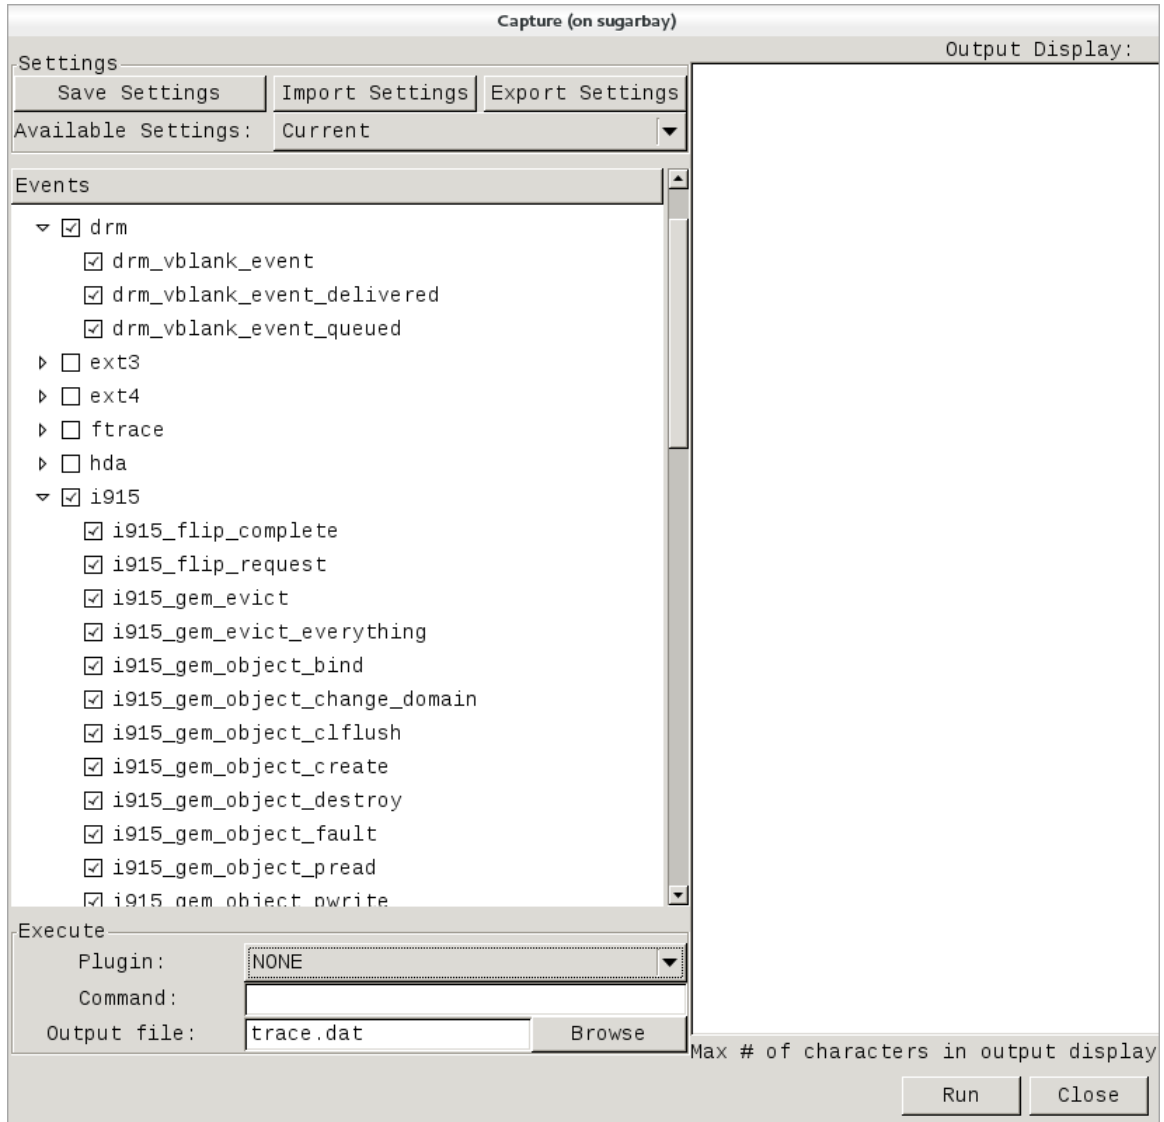 Capture (on sugarbay)
Settings
Save Settings Import Settings Export Settings
Available Settings: Current
Events
drm
drm_vblank_event
drm_vblank_event_delivered
drm_vblank_event_queued
ext3
ext4
ftrace
hda
i915
i915_flip_complete
i915_flip_request
i915_gem_evict
i915_gem_evict_everything
i915_gem_object_bind
i915_gem_object_change_domain
i915_gem_object_clflush
i915_gem_object_create
i915_gem_object_destroy
i915_gem_object_fault
i915_gem_object_pread
i915_gem_object_pwrite
Execute
Plugin: NONE
Command:
Output file: trace.dat Browse
Output Display:
Max # of characters in output display
Run Close